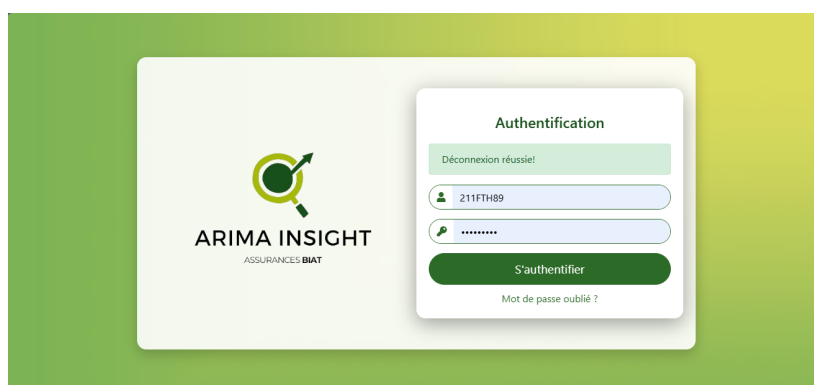 ARIMA INSIGHT
ASSURANCES BIAT
Authentification
Déconnexion réussie!
211FTH89
•••••••••
S'authentifier
Mot de passe oublié ?